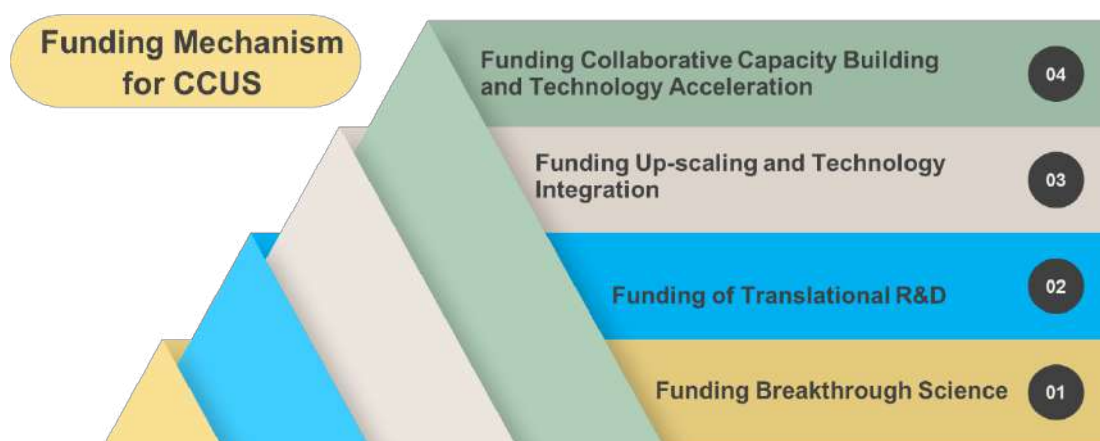 Funding Mechanism
for CCUS
Funding Collaborative Capacity Building
and Technology Acceleration
04
Funding Up-scaling and Technology
Integration
03
Funding of Translational R&D
02
Funding Breakthrough Science
01